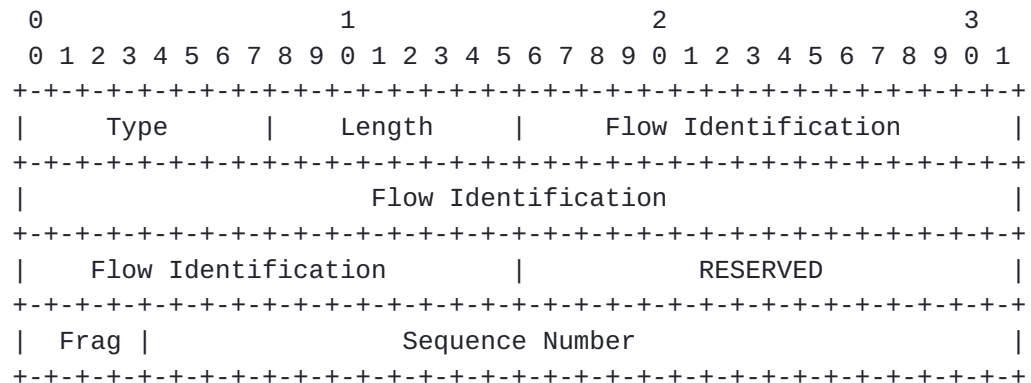 0                   1                   2                   3
 0 1 2 3 4 5 6 7 8 9 0 1 2 3 4 5 6 7 8 9 0 1 2 3 4 5 6 7 8 9 0 1
+-+-+-+-+-+-+-+-+-+-+-+-+-+-+-+-+-+-+-+-+-+-+-+-+-+-+-+-+-+-+-+-+
|     Type      |    Length     |     Flow Identification       |
+-+-+-+-+-+-+-+-+-+-+-+-+-+-+-+-+-+-+-+-+-+-+-+-+-+-+-+-+-+-+-+-+
|                      Flow Identification                      |
+-+-+-+-+-+-+-+-+-+-+-+-+-+-+-+-+-+-+-+-+-+-+-+-+-+-+-+-+-+-+-+-+
|    Flow Identification        |           RESERVED            |
+-+-+-+-+-+-+-+-+-+-+-+-+-+-+-+-+-+-+-+-+-+-+-+-+-+-+-+-+-+-+-+-+
|  Frag |                Sequence Number                        |
+-+-+-+-+-+-+-+-+-+-+-+-+-+-+-+-+-+-+-+-+-+-+-+-+-+-+-+-+-+-+-+-+